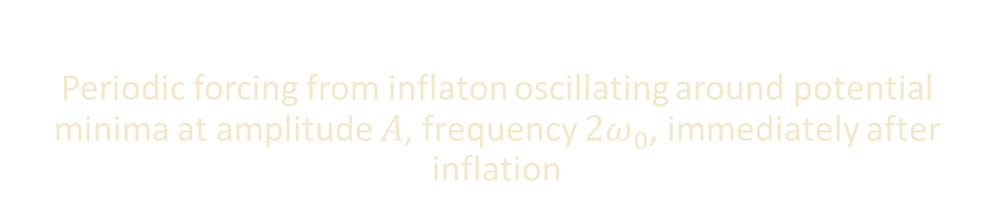 Periodic forcing from inflaton oscillating around potential
minima at amplitude 𝐴, frequency 2𝜔₀, immediately after
inflation